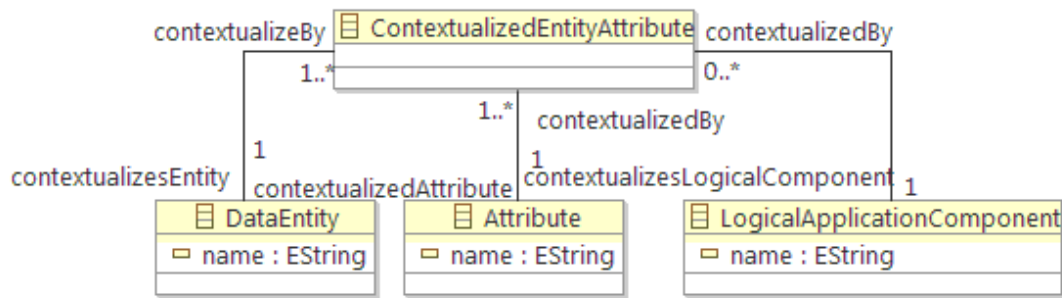 contextualizeBy
ContextualizedEntityAttribute
contextualizedBy
1..*
0..*
1..*
contextualizedBy
1
1
contextualizesEntity
contextualizedAttribute
contextualizesLogicalComponent
1
DataEntity
Attribute
LogicalApplicationComponent
name : EString
name : EString
name : EString